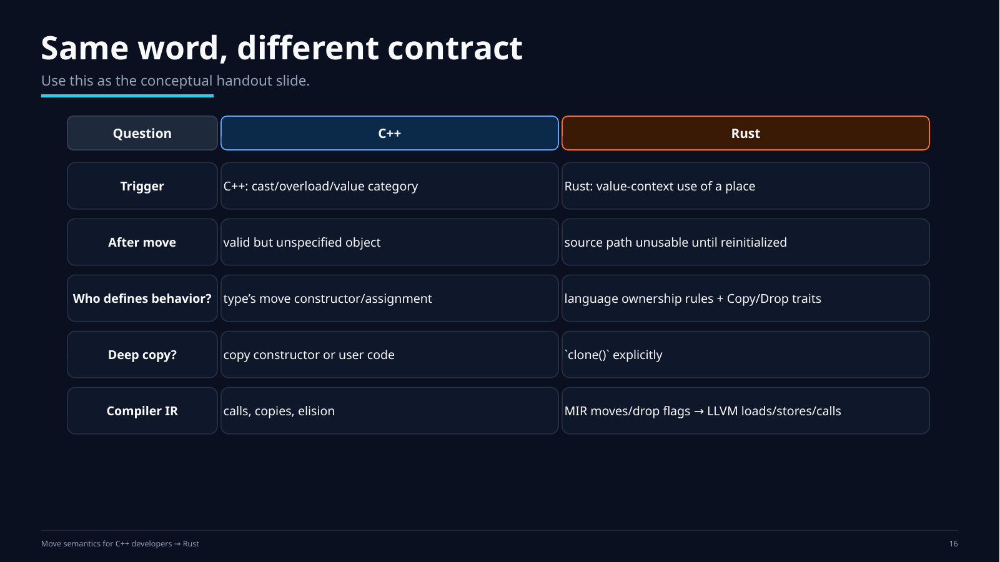 Same word, different contract
Use this as the conceptual handout slide.
Question
C++
Rust
Trigger
C++: cast/overload/value category
Rust: value-context use of a place
After move
valid but unspecified object
source path unusable until reinitialized
Who defines behavior?
type’s move constructor/assignment
language ownership rules + Copy/Drop traits
Deep copy?
copy constructor or user code
`clone()` explicitly
Compiler IR
calls, copies, elision
MIR moves/drop flags → LLVM loads/stores/calls
Move semantics for C++ developers → Rust
16